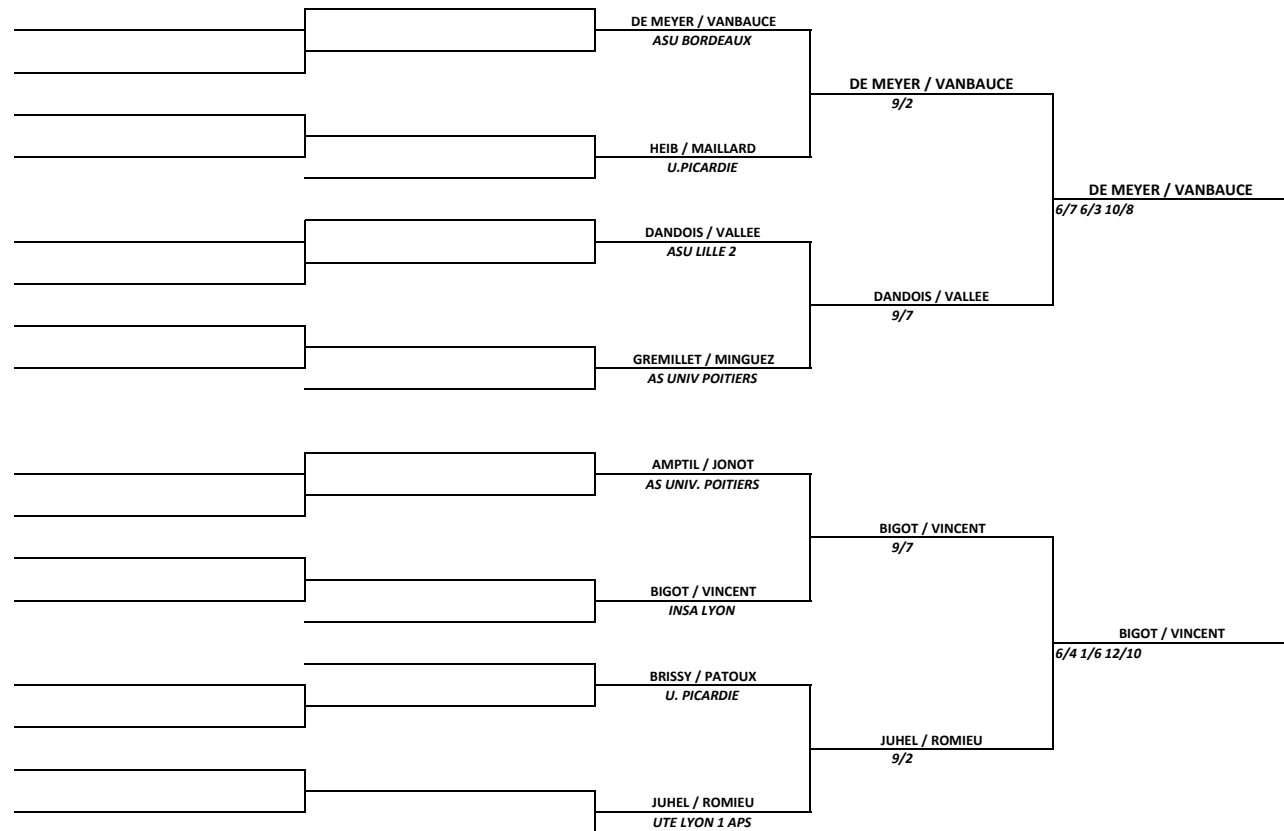 DE MEYER / VANBAUCE
ASU BORDEAUX
DE MEYER / VANBAUCE
9/2
HEIB / MAILLARD
U.PICARDIE
DE MEYER / VANBAUCE
6/7 6/3 10/8
DANDOIS / VALLEE
ASU LILLE 2
DANDOIS / VALLEE
9/7
GREMILLET / MINGUEZ
AS UNIV POITIERS
AMPTIL / JONOT
AS UNIV. POITIERS
BIGOT / VINCENT
9/7
BIGOT / VINCENT
INSA LYON
BIGOT / VINCENT
6/4 1/6 12/10
BRISSY / PATOUX
U. PICARDIE
JUHEL / ROMIEU
9/2
JUHEL / ROMIEU
UTE LYON 1 APS